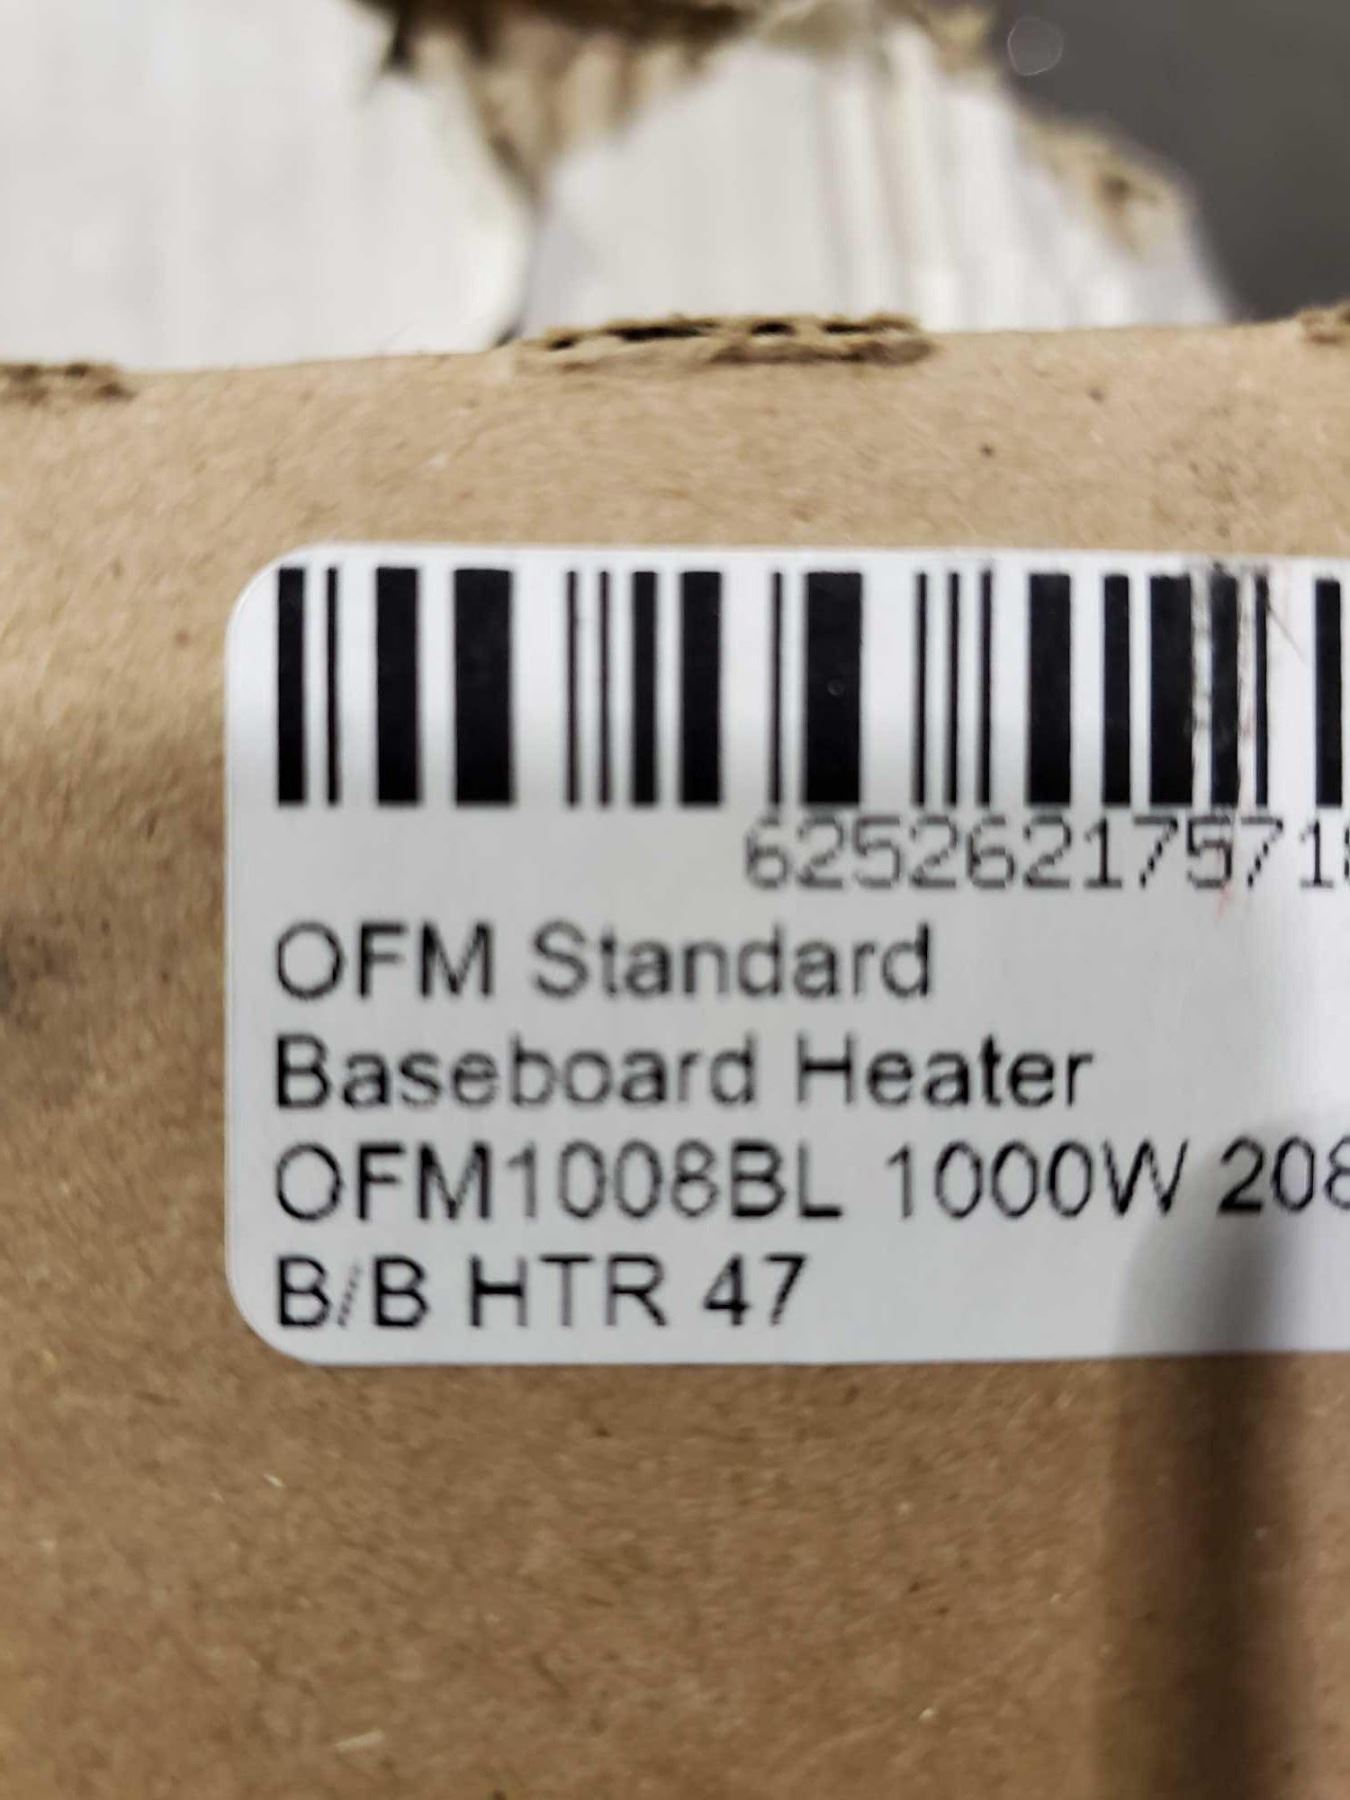 625262175718
OFM Standard
Baseboard Heater
OFM1008BL 1000W 208
B/B HTR 47